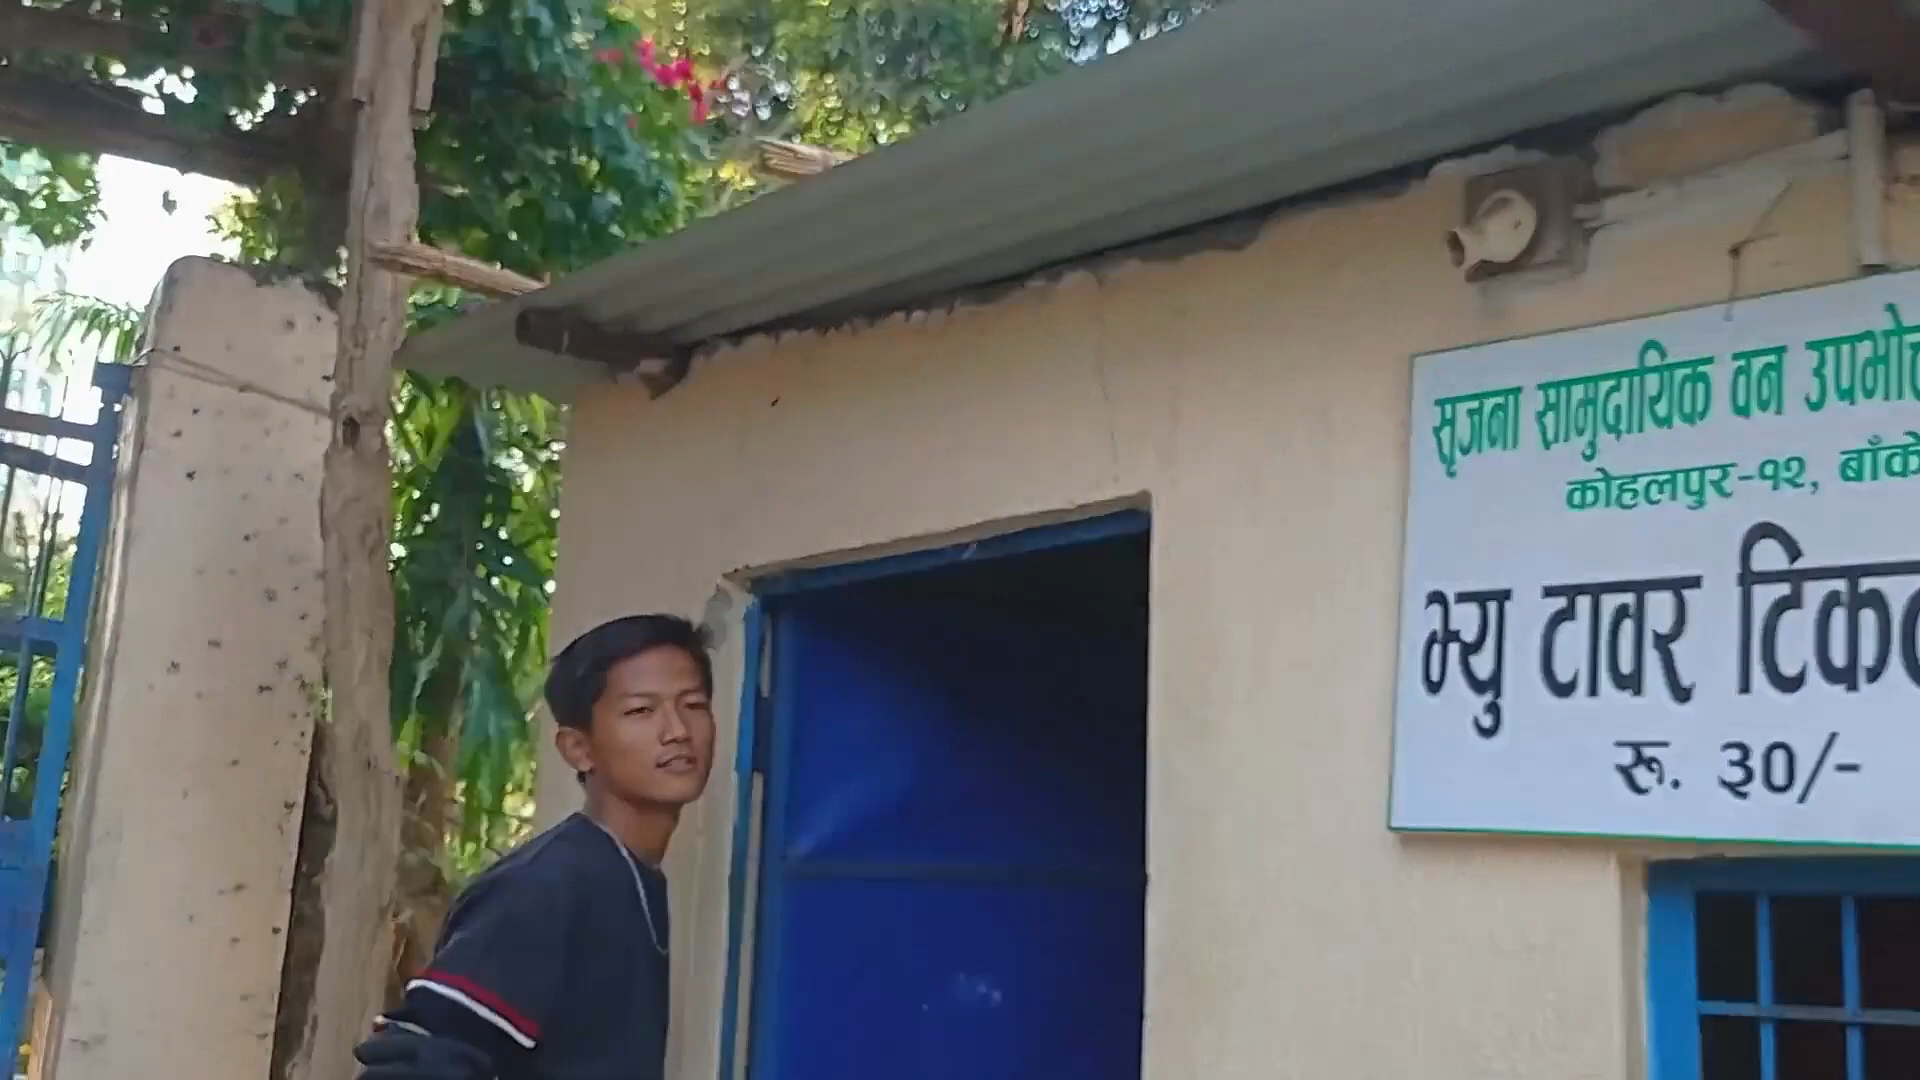 सृजना सामुदायिक वन
कोहलपुर-१२,
भ्यु टावर
रू. ३०/-